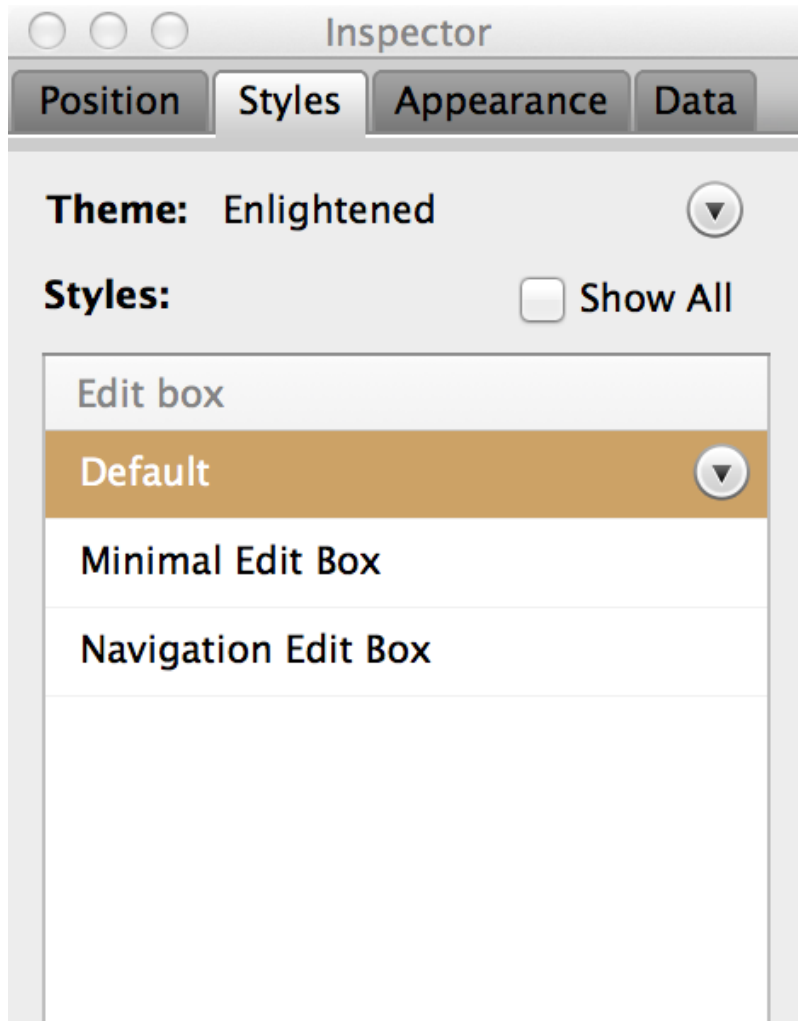 Inspector
Position Styles Appearance Data
Theme: Enlightened
Styles: Show All
Edit box
Default
Minimal Edit Box
Navigation Edit Box